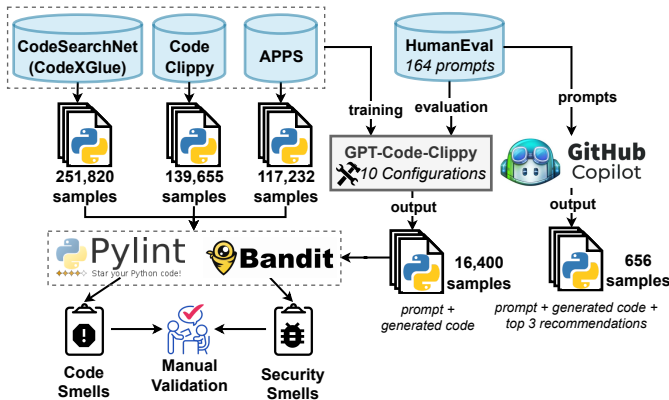 CodeSearchNet
(CodeXGlue)
Code
Clippy
APPS
HumanEval
164 prompts
training
evaluation
prompts
251,820
samples
139,655
samples
117,232
samples
GPT-Code-Clippy
10 Configurations
GitHub
Copilot
output
output
Pylint
Star your Python code!
Bandit
16,400
samples
656
samples
prompt +
generated code
prompt + generated code +
top 3 recommendations
Code
Smells
Manual
Validation
Security
Smells